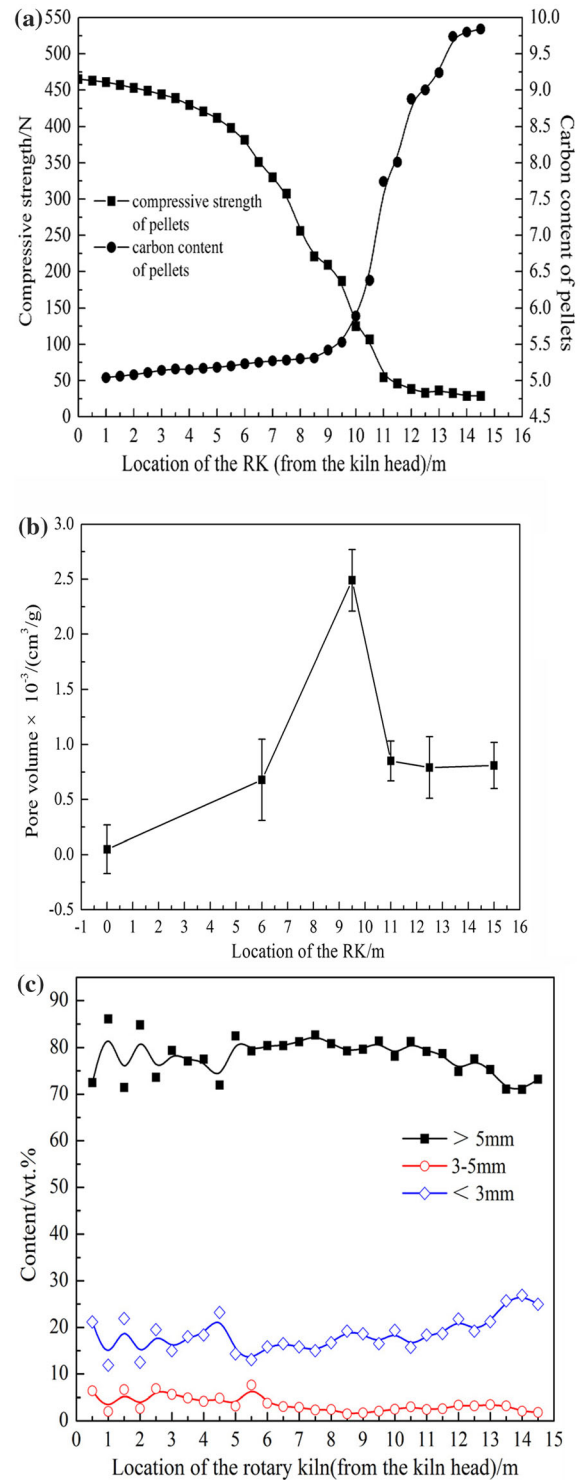 (a)
550
500
450
400
350
300
250
200
150
100
50
0
Compressive strength/N
10.0
9.5
9.0
8.5
8.0
7.5
7.0
6.5
6.0
5.5
5.0
4.5
Carbon content of pellets
compressive strength
of pellets
carbon content
of pellets
0 1 2 3 4 5 6 7 8 9 10 11 12 13 14 15 16
Location of the RK (from the kiln head)/m
(b)
3.0
2.5
2.0
1.5
1.0
0.5
0.0
-0.5
Pore volume × 10⁻³/(cm³/g)
-1 0 1 2 3 4 5 6 7 8 9 10 11 12 13 14 15 16
Location of the RK/m
(c)
90
80
70
60
50
40
30
20
10
0
Content/wt.%
> 5mm
3-5mm
< 3mm
0 1 2 3 4 5 6 7 8 9 10 11 12 13 14 15
Location of the rotary kiln(from the kiln head)/m